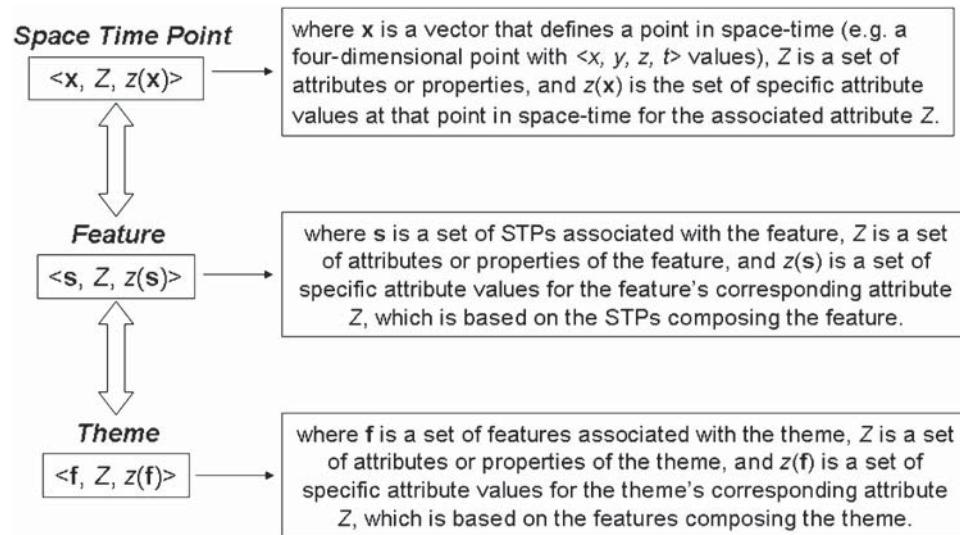 Space Time Point
<x, Z, z(x)>
where x is a vector that defines a point in space-time (e.g. a
four-dimensional point with <x, y, z, t> values), Z is a set of
attributes or properties, and z(x) is the set of specific attribute
values at that point in space-time for the associated attribute Z.
Feature
<s, Z, z(s)>
where s is a set of STPs associated with the feature, Z is a set
of attributes or properties of the feature, and z(s) is a set of
specific attribute values for the feature's corresponding attribute
Z, which is based on the STPs composing the feature.
Theme
<f, Z, z(f)>
where f is a set of features associated with the theme, Z is a set
of attributes or properties of the theme, and z(f) is a set of
specific attribute values for the theme's corresponding attribute
Z, which is based on the features composing the theme.